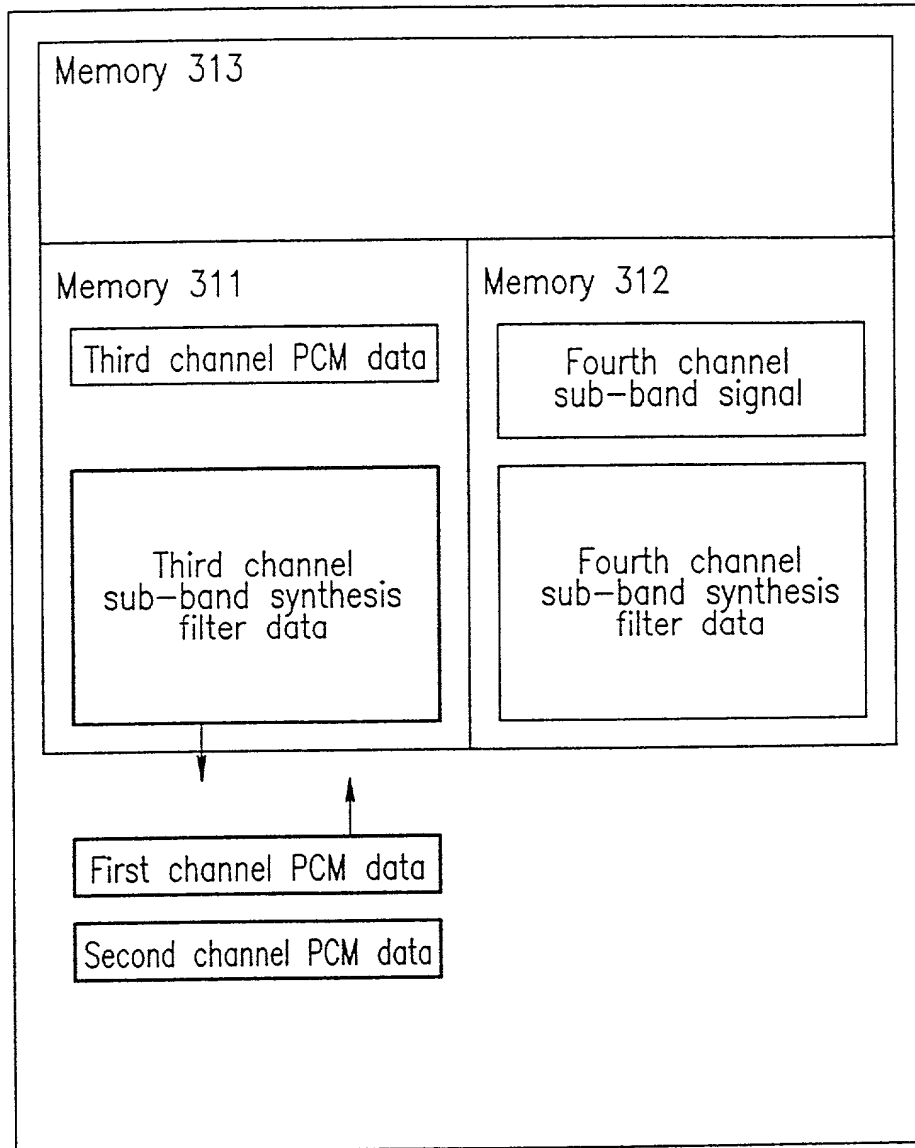 Memory 313
Memory 311
Third channel PCM data
Third channel
sub-band synthesis
filter data
Memory 312
Fourth channel
sub-band signal
Fourth channel
sub-band synthesis
filter data
First channel PCM data
Second channel PCM data